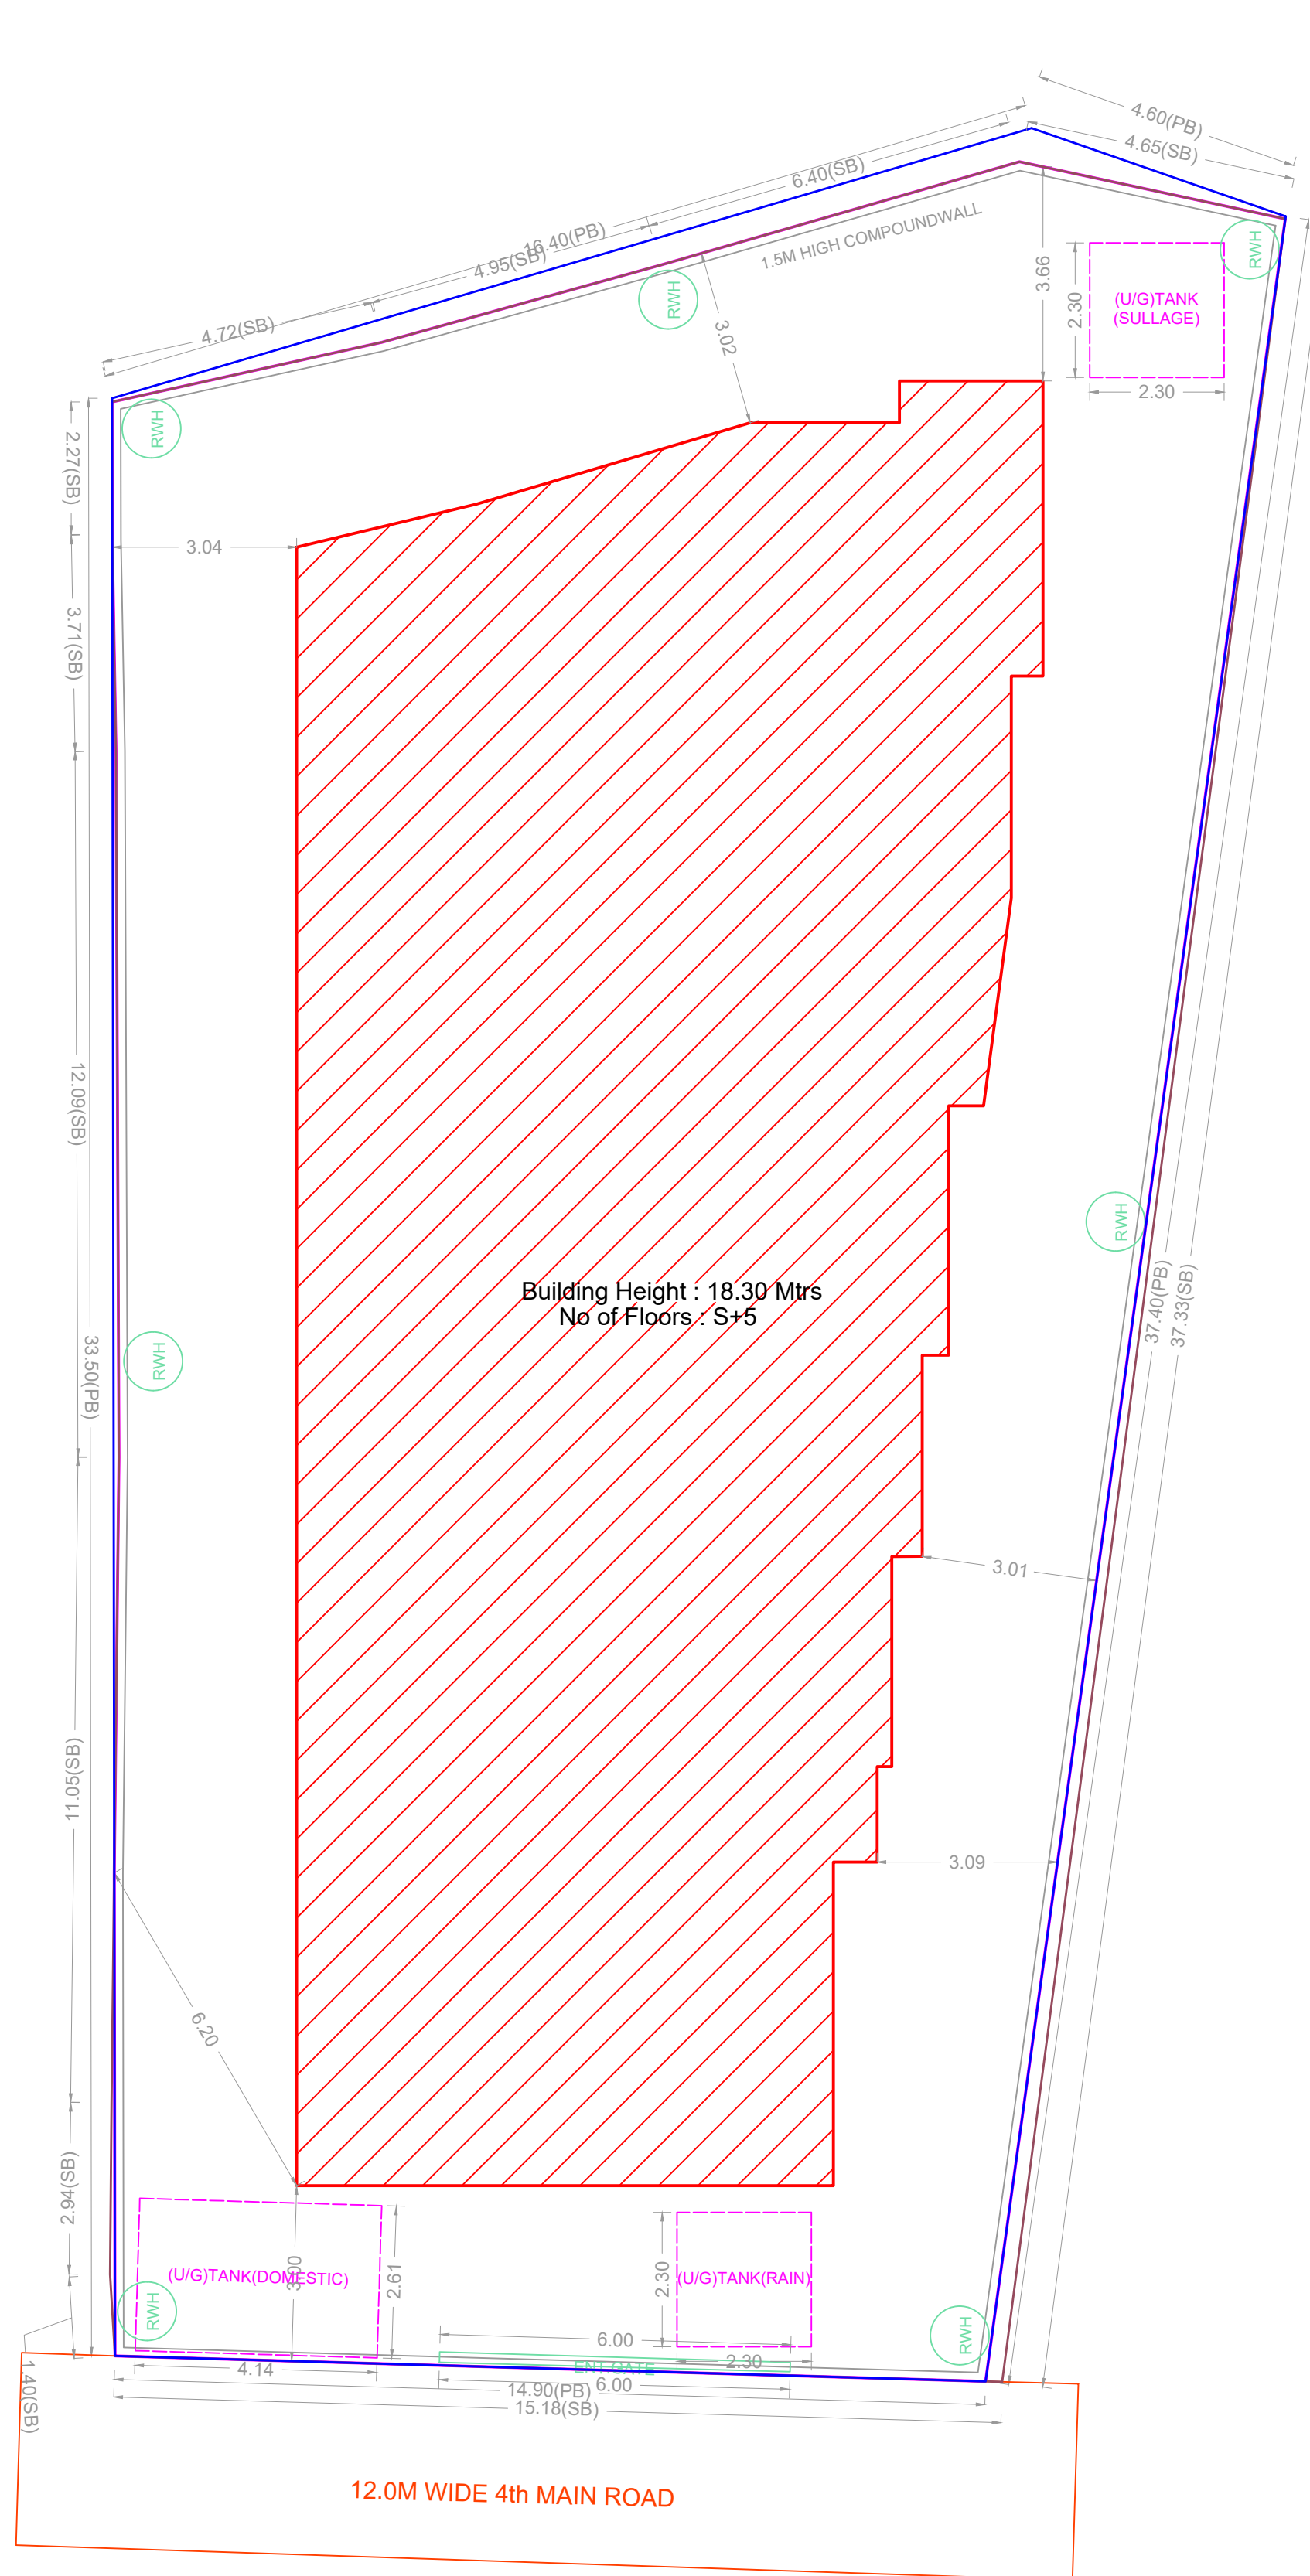 4.60(PB)
4.65(SB)
6.40(SB)
16.40(PB)
4.95(SB)
4.72(SB)
1.5M HIGH COMPOUNDWALL
RWH
RWH
3.66
2.30
(U/G)TANK
(SULLAGE)
2.30
3.02
RWH
2.27(SB)
3.04
3.71(SB)
12.09(SB)
RWH
37.40(PB)
37.33(SB)
Building Height : 18.30 Mtrs
No of Floors : S+5
33.50(PB)
RWH
3.01
11.05(SB)
3.09
6.20
2.94(SB)
(U/G)TANK(DOMESTIC)
3.00
2.61
2.30
(U/G)TANK(RAIN)
RWH
RWH
6.00
2.30
ENT.GATE
4.14
6.00
14.90(PB)
15.18(SB)
1.40(SB)
12.0M WIDE 4th MAIN ROAD